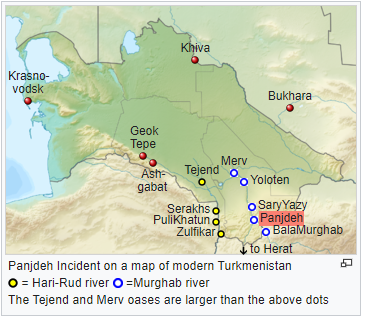 Khiva
Krasno-
vodsk
Bukhara
Geok
Tepe
Ash-
gabat
Merv
Tejend
Yoloten
Serakhs
SaryYazy
PuliKhatun
Panjdeh
Zulfikar
BalaMurghab
to Herat
Panjdeh Incident on a map of modern Turkmenistan
= Hari-Rud river =Murghab river
The Tejend and Merv oases are larger than the above dots